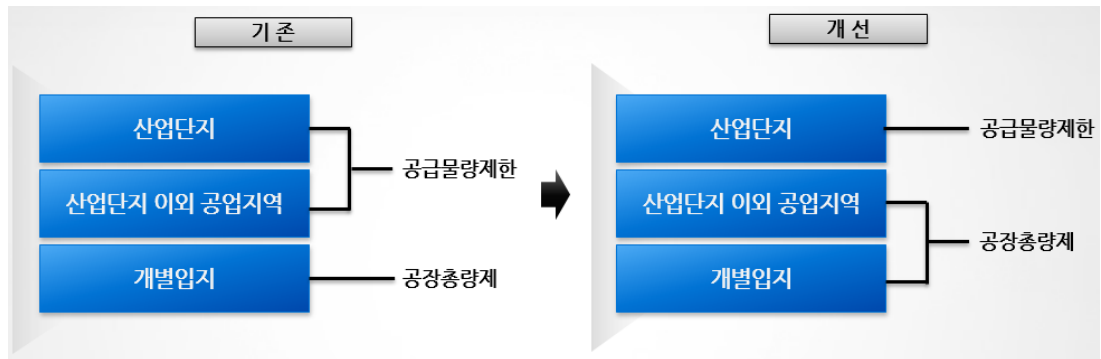 기 존
산업단지
산업단지 이외 공업지역
개별입지
공급물량제한
공장총량제
개 선
산업단지
산업단지 이외 공업지역
개별입지
공급물량제한
공장총량제